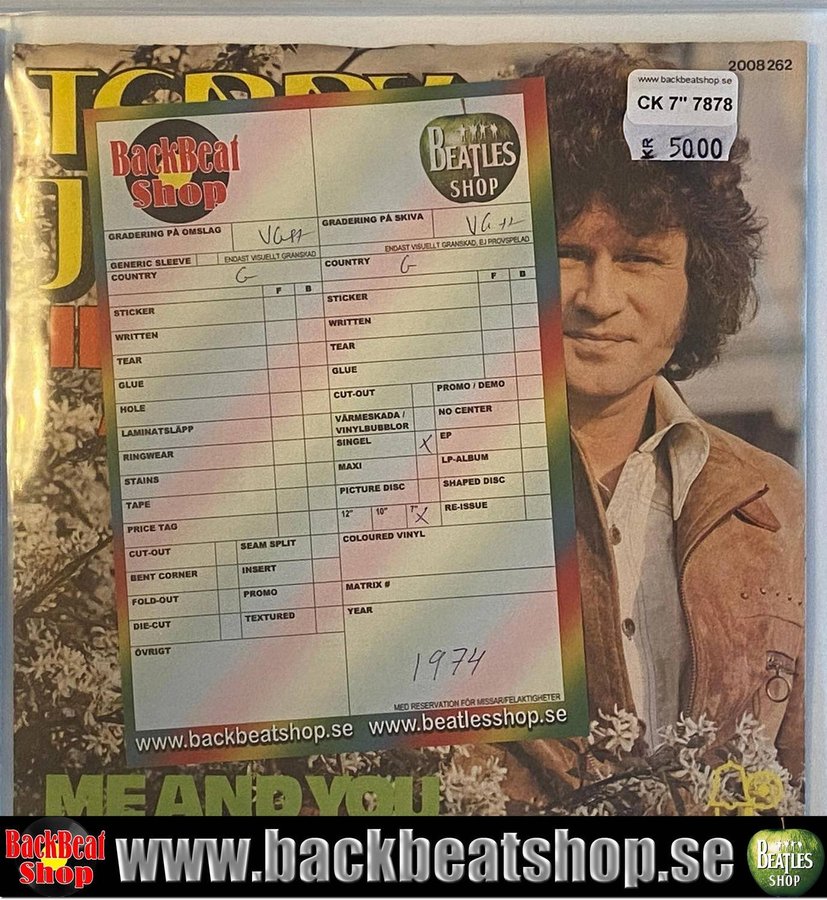 2008262
www.backbeatshop.se
CK 7" 7878
KR 50.00
BackBeat
Shop
BEATLES
SHOP
GRADERING PÅ OMSLAG
GRADERING PÅ SKIVA
ENDAST VISUELLT GRANSKAD
ENDAST VISUELLT GRANSKAD, EJ PROVSPELAD
GENERIC SLEEVE
COUNTRY G
COUNTRY G
F B
F B
STICKER
WRITTEN
TEAR
GLUE
HOLE
LAMINATSLÄPP
RINGWEAR
STAINS
TAPE
PRICE TAG
CUT-OUT
SEAM SPLIT
BENT CORNER
INSERT
FOLD-OUT
PROMO
DIE-CUT
TEXTURED
ÖVRIGT
STICKER
WRITTEN
TEAR
GLUE
CUT-OUT
PROMO / DEMO
VÄRMESKADA /
VINYLBUBBLOR
NO CENTER
SINGEL X
EP
MAXI
LP-ALBUM
PICTURE DISC
SHAPED DISC
12" 10" 7" X
RE-ISSUE
COLOURED VINYL
MATRIX #
YEAR
1974
MED RESERVATION FÖR MISSAR/FELAKTIGHETER
www.backbeatshop.se www.beatlesshop.se
ME AND YOU
BackBeat
Shop
www.backbeatshop.se
BEATLES
SHOP